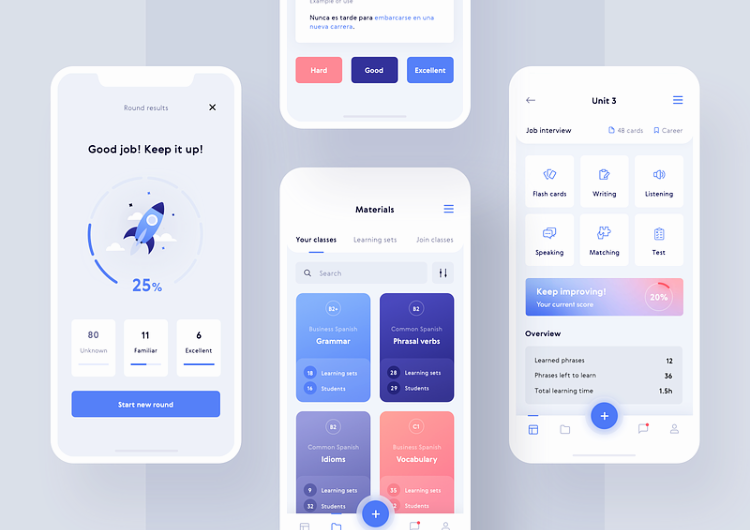 Round results
Good job! Keep it up!
25%
80
Unknown
11
Familiar
6
Excellent
Start new round
Example of use
Nunca es tarde para embarcarse en una
nueva carrera.
Hard
Good
Excellent
Materials
Your classes
Learning sets
Join classes
Search
B2+
Business Spanish
Grammar
18 Learning sets
16 Students
B2
Common Spanish
Phrasal verbs
28 Learning sets
29 Students
B2
Common Spanish
Idioms
9 Learning sets
Students
C1
Business Spanish
Vocabulary
35 Learning sets
Students
Unit 3
Job interview
48 cards
Career
Flash cards
Writing
Listening
Speaking
Matching
Test
Keep improving!
Your current score
20%
Overview
Learned phrases 12
Phrases left to learn 36
Total learning time 1.5h